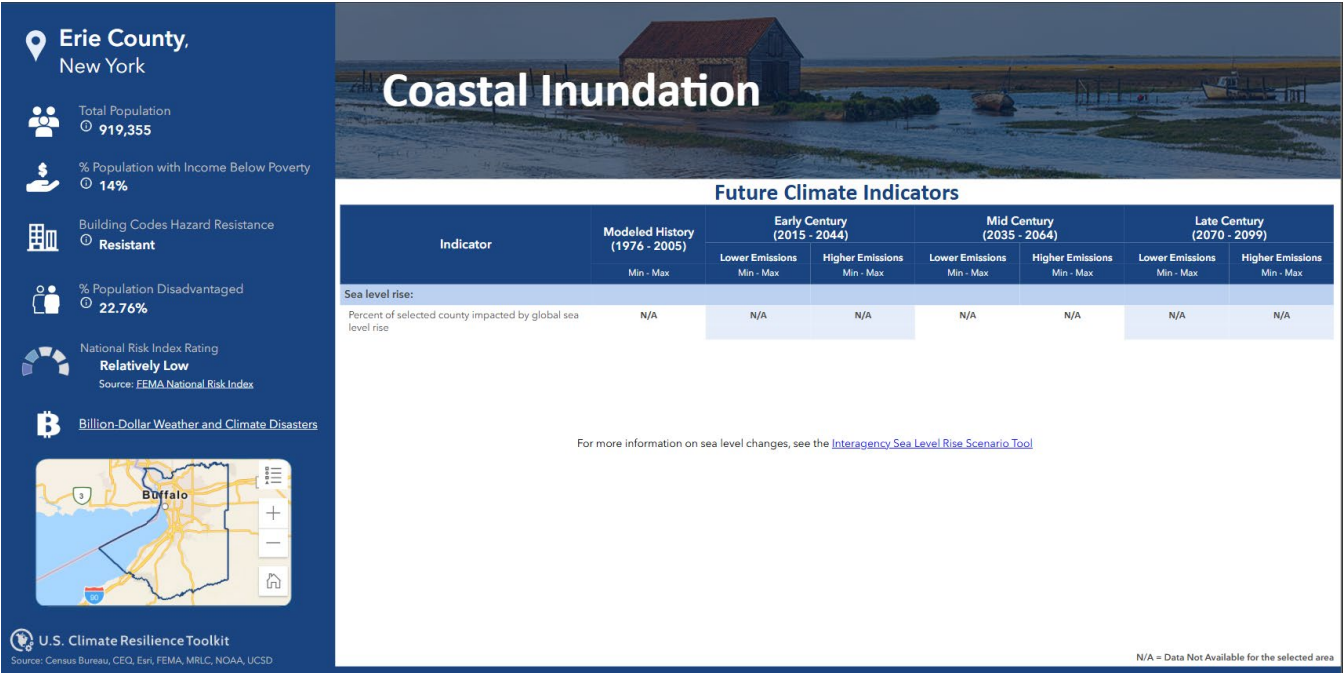 Erie County,
New York
Total Population
919,355
% Population with Income Below Poverty
14%
Building Codes Hazard Resistance
Resistant
% Population Disadvantaged
22.76%
National Risk Index Rating
Relatively Low
Source: FEMA National Risk Index
Billion-Dollar Weather and Climate Disasters
3
Buffalo
80
U.S. Climate Resilience Toolkit
Source: Census Bureau, CEQ, Esri, FEMA, MRLC, NOAA, UCSD
Coastal Inundation
Future Climate Indicators
Indicator
Modeled History
(1976 - 2005)
Min - Max
Early Century
(2015 - 2044)
Mid Century
(2035 - 2064)
Late Century
(2070 - 2099)
Lower Emissions Higher Emissions Lower Emissions Higher Emissions Lower Emissions Higher Emissions
Min - Max Min - Max Min - Max Min - Max Min - Max Min - Max
Sea level rise:
Percent of selected county impacted by global sea
level rise
N/A N/A N/A N/A N/A N/A N/A
For more information on sea level changes, see the Interagency Sea Level Rise Scenario Tool
N/A = Data Not Available for the selected area